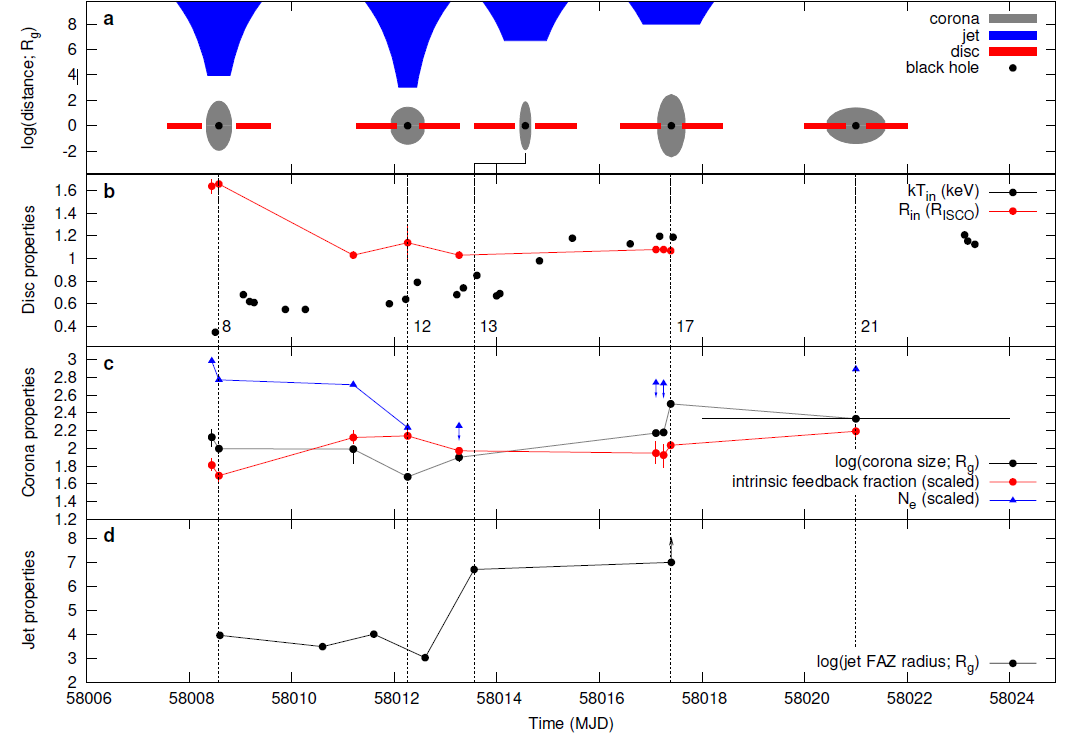 a
log(distance; Rg)
8
6
4
2
0
-2
corona
jet
disc
black hole
b
Disc properties
1.6
1.4
1.2
1
0.8
0.6
0.4
kTin (keV)
Rin (RISCO)
8
12
13
17
21
c
Corona properties
3
2.8
2.6
2.4
2.2
2
1.8
1.6
1.4
1.2
log(corona size; Rg)
intrinsic feedback fraction (scaled)
Ne (scaled)
d
Jet properties
8
7
6
5
4
3
2
log(jet FAZ radius; Rg)
58006 58008 58010 58012 58014 58016 58018 58020 58022 58024
Time (MJD)